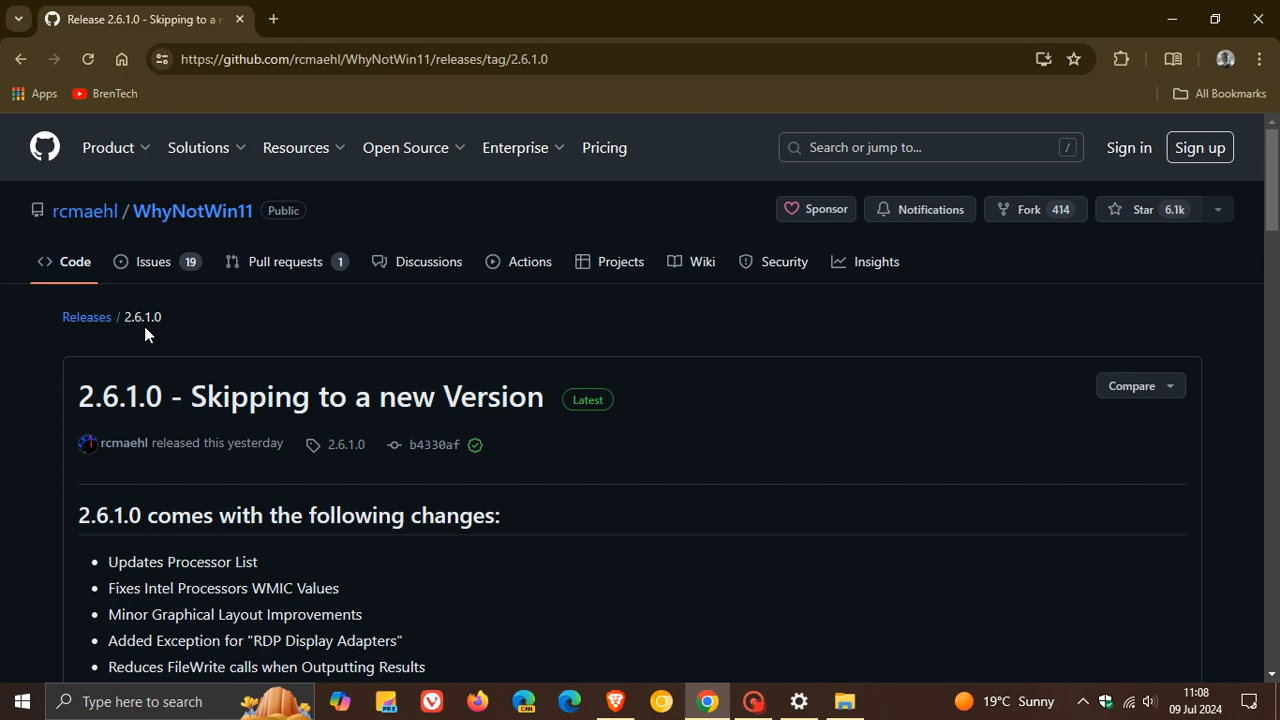 Release 2.6.1.0 - Skipping to a n
https://github.com/rcmaehl/WhyNotWin11/releases/tag/2.6.1.0
Apps BrenTech All Bookmarks
Product Solutions Resources Open Source Enterprise Pricing Search or jump to... / Sign in Sign up
rcmaehl / WhyNotWin11 Public Sponsor Notifications Fork 414 Star 6.1k
Code Issues 19 Pull requests 1 Discussions Actions Projects Wiki Security Insights
Releases / 2.6.1.0
2.6.1.0 - Skipping to a new Version Latest Compare
rcmaehl released this yesterday 2.6.1.0 b4330af
2.6.1.0 comes with the following changes:
• Updates Processor List
• Fixes Intel Processors WMIC Values
• Minor Graphical Layout Improvements
• Added Exception for "RDP Display Adapters"
• Reduces FileWrite calls when Outputting Results
Type here to search PRE CAN 19°C Sunny 11:08
09 Jul 2024